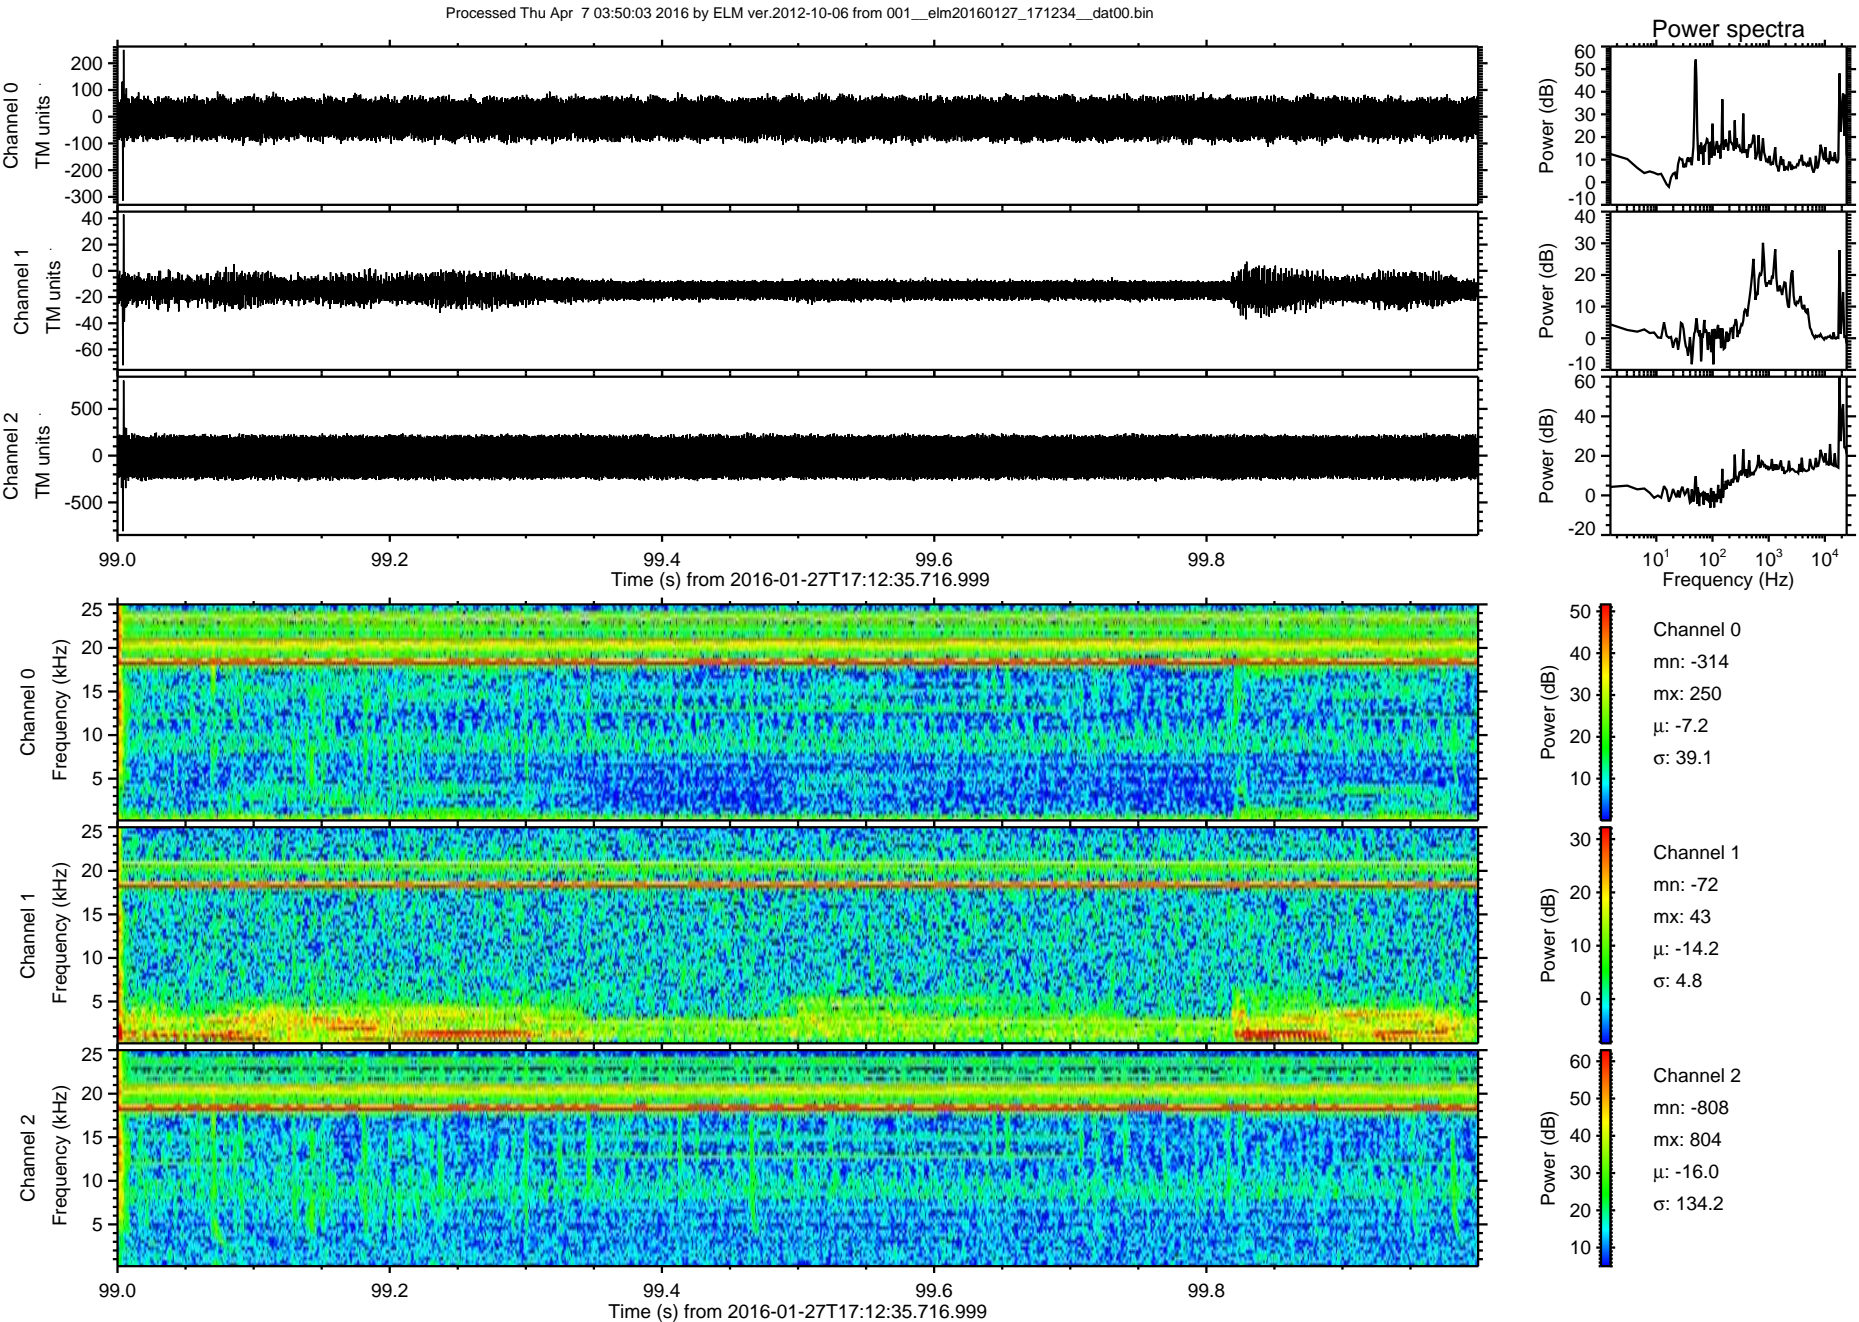 Processed Thu Apr  7 03:50:03 2016 by ELM ver.2012-10-06 from 001__elm20160127_171234__dat00.bin
Power spectra
Channel 0
TM units
200
100
0
-100
-200
-300
Power (dB)
60
50
40
30
20
10
0
-10
Channel 1
TM units
40
20
0
-20
-40
-60
Power (dB)
40
30
20
10
0
-10
Channel 2
TM units
500
0
-500
Power (dB)
60
40
20
0
-20
99.0
99.2
99.4
99.6
99.8
Time (s) from 2016-01-27T17:12:35.716.999
10¹
10²
10³
10⁴
Frequency (Hz)
Channel 0
Frequency (kHz)
25
20
15
10
5
Power (dB)
50
40
30
20
10
Channel 0
mn: -314
mx: 250
µ: -7.2
σ: 39.1
Channel 1
Frequency (kHz)
25
20
15
10
5
Power (dB)
30
20
10
0
Channel 1
mn: -72
mx: 43
µ: -14.2
σ: 4.8
Channel 2
Frequency (kHz)
25
20
15
10
5
Power (dB)
60
50
40
30
20
10
Channel 2
mn: -808
mx: 804
µ: -16.0
σ: 134.2
99.0
99.2
99.4
99.6
99.8
Time (s) from 2016-01-27T17:12:35.716.999